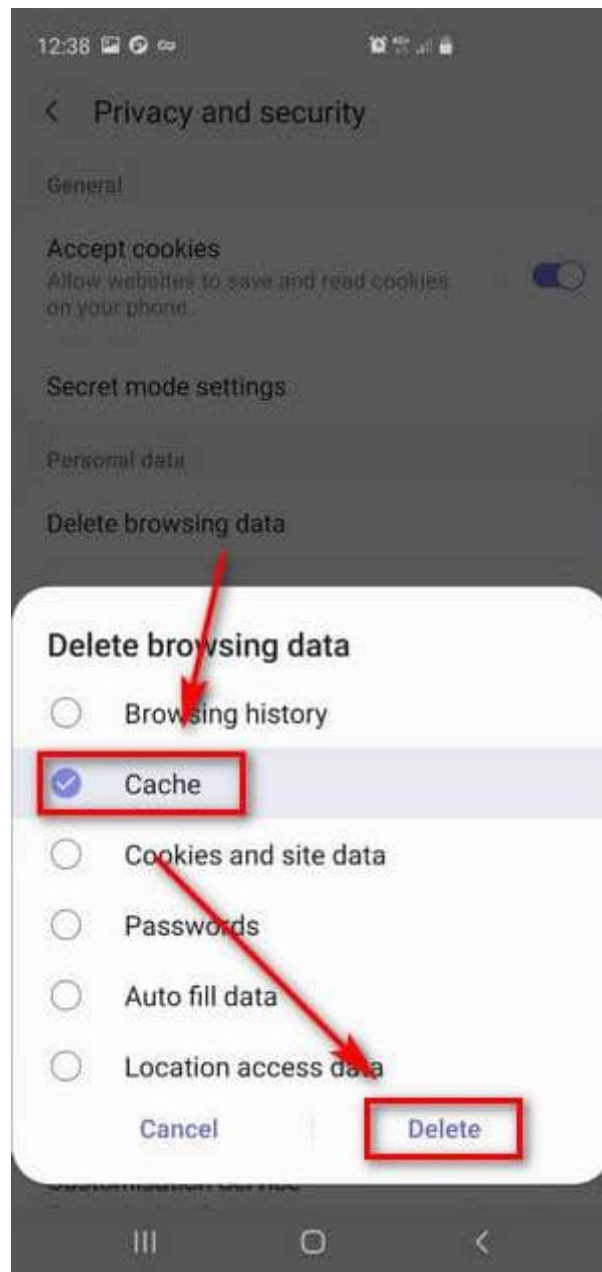 12:38
Privacy and security
General
Accept cookies
Allow websites to save and read cookies
on your phone.
Secret mode settings
Personal data
Delete browsing data
Delete browsing data
Browsing history
Cache
Cookies and site data
Passwords
Auto fill data
Location access data
Cancel
Delete